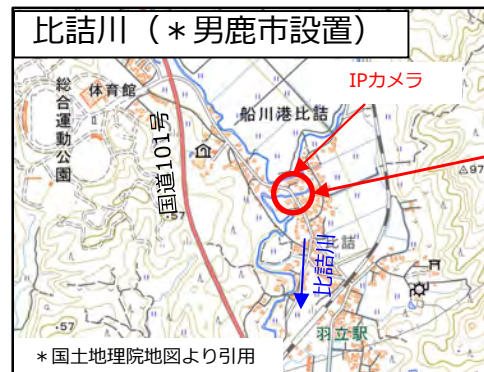 比詰川（＊男鹿市設置）
IPカメラ
総合運動公園
体育館
船川港比詰
国道101号
97
57
比詰
比詰川
57
羽立駅
＊国土地理院地図より引用